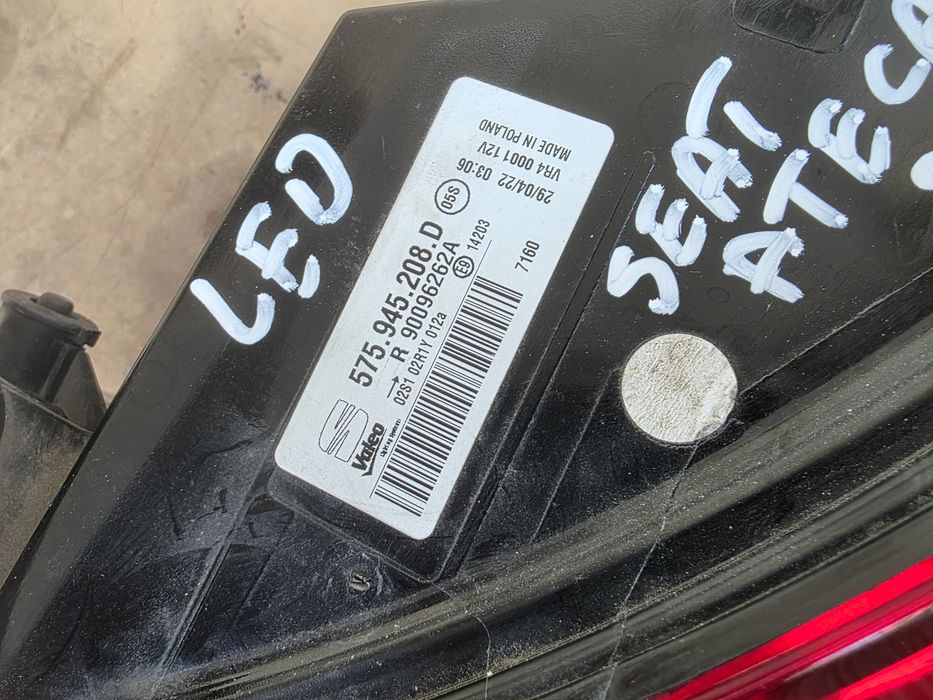 LED
575.945.208.D
R 90096262A
02S1 02R1Y 012a
E9 14203
05S
7160
Valeo
29/04/22 03:06
VR4 0001 12V
MADE IN POLAND
SEAT
ATECA